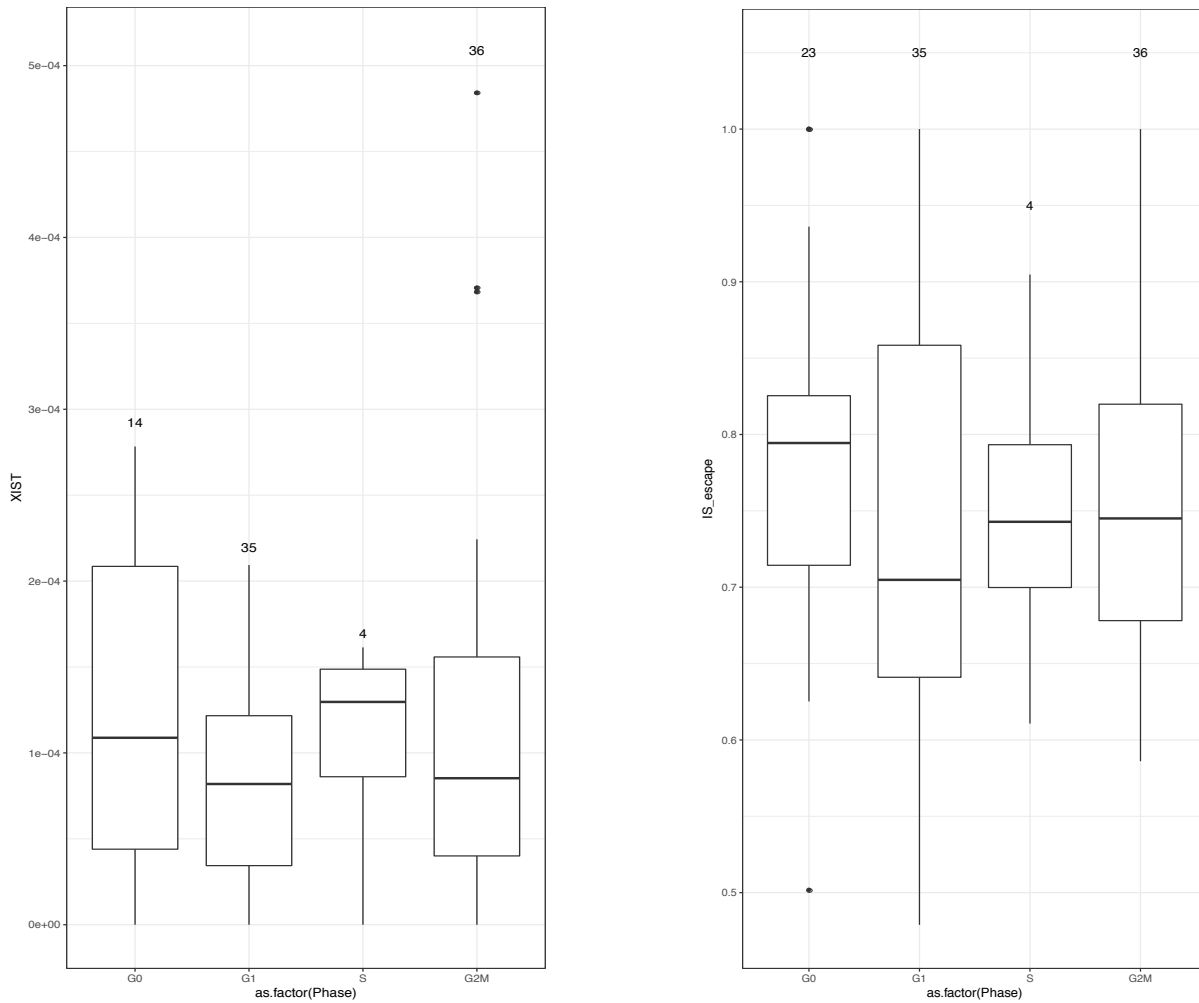 36
5e−04
4e−04
3e−04
14
XIST
35
2e−04
4
1e−04
0e+00
G0 G1 S G2M
as.factor(Phase)
23 35 36
1.0
4
0.9
0.8
IS_escape
0.7
0.6
0.5
G0 G1 S G2M
as.factor(Phase)